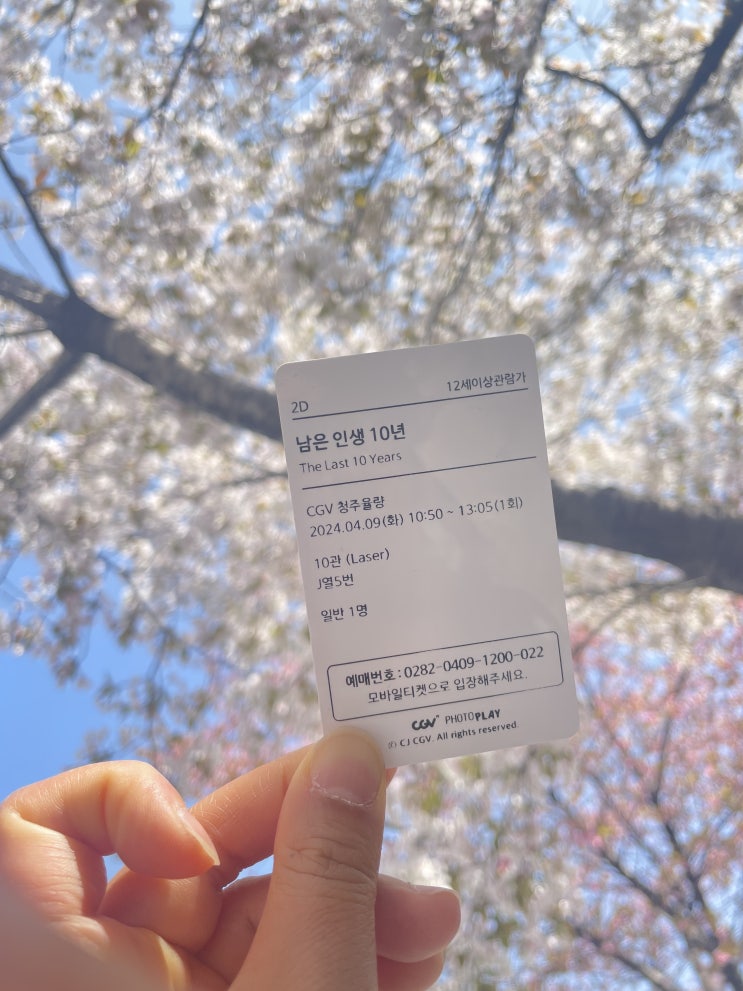 2D 12세이상관람가
남은 인생 10년
The Last 10 Years
CGV 청주율량
2024.04.09(화) 10:50 ~ 13:05(1회)
10관 (Laser)
J열5번
일반 1명
예매번호 : 0282-0409-1200-022
모바일티켓으로 입장해주세요.
CGV PHOTOPLAY
(c) CJ CGV. All rights reserved.